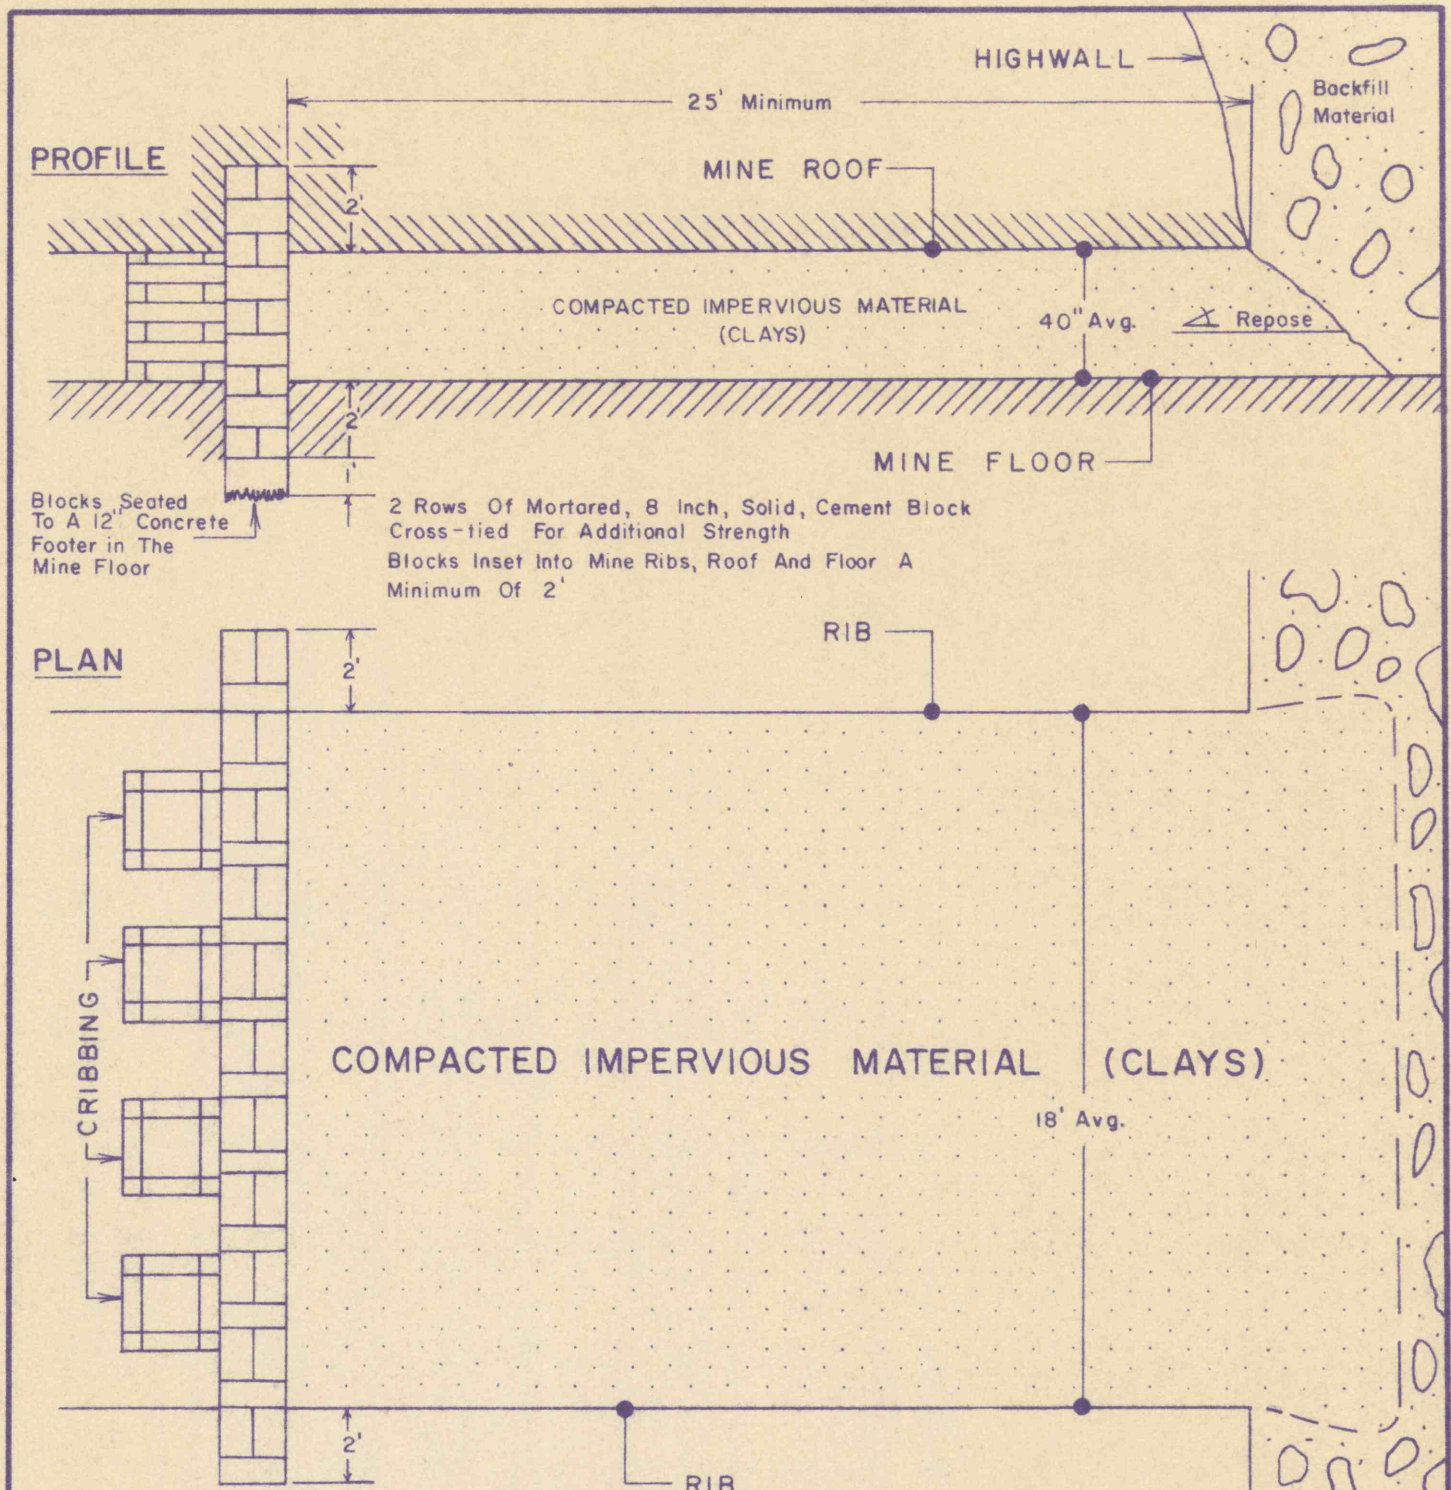 HIGHWALL
Backfill
Material
25' Minimum
PROFILE
MINE ROOF
2'
COMPACTED IMPERVIOUS MATERIAL
(CLAYS)
40" Avg.
∡ Repose
2'
1'
MINE FLOOR
Blocks Seated
To A 12" Concrete
Footer in The
Mine Floor
2 Rows Of Mortared, 8 Inch, Solid, Cement Block
Cross-tied For Additional Strength
Blocks Inset Into Mine Ribs, Roof And Floor A
Minimum Of 2'
RIB
PLAN
2'
CRIBBING
COMPACTED IMPERVIOUS MATERIAL (CLAYS)
18' Avg.
2'
RIB